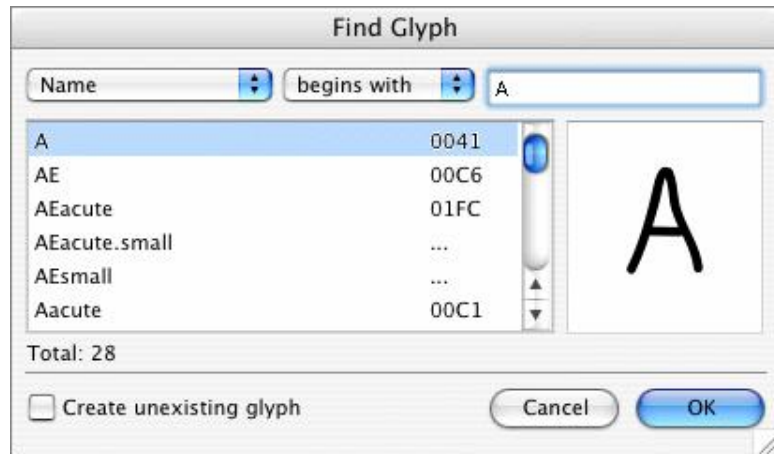 Find Glyph
Name begins with A
A 0041
AE 00C6
AEacute 01FC
AEacute.small ...
AEsmall ...
Aacute 00C1
A
Total: 28
Create unexisting glyph Cancel OK